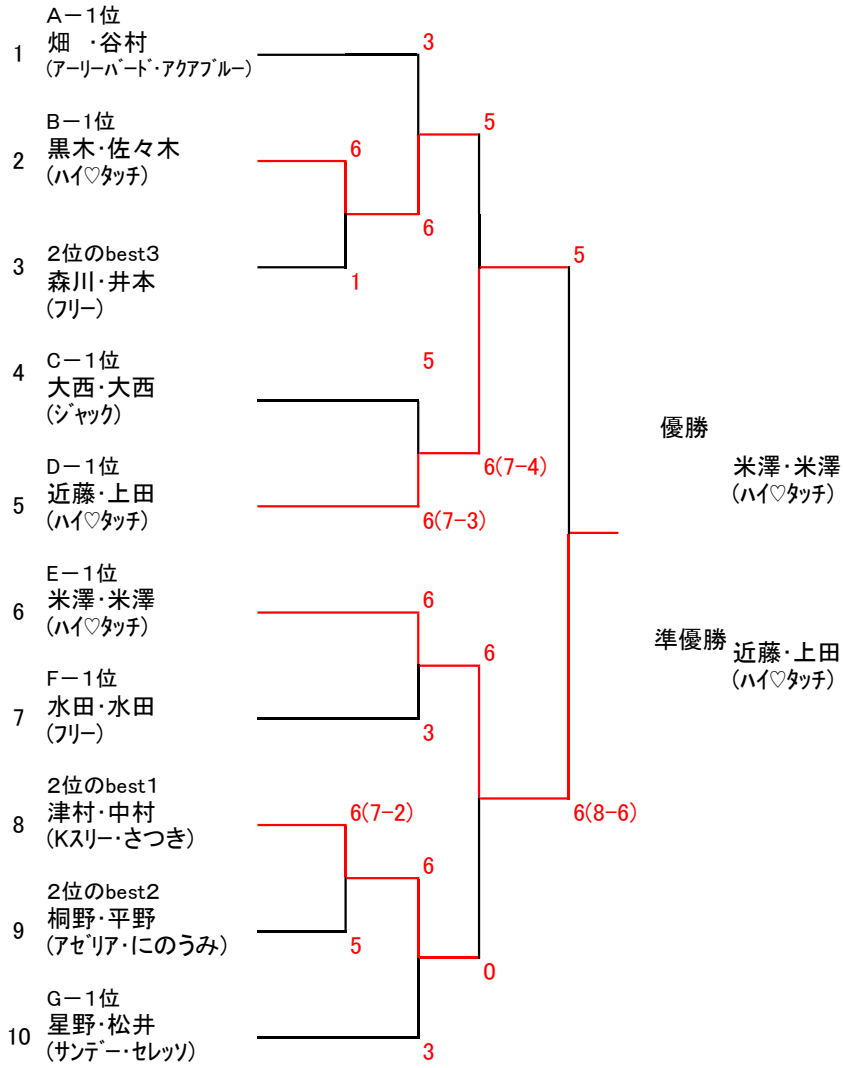 A－1位
1 畑　・谷村
(アーリーバード・アクアブルー)
3
B－1位
5
2 黒木・佐々木
6
(ハイ♡タッチ)
6
2位のbest3
5
3 森川・井本
1
(フリー)
C－1位
5
4 大西・大西
(ジャック)
優勝
D－1位
6(7-4)
米澤・米澤
(ハイ♡タッチ)
5 近藤・上田
(ハイ♡タッチ)
6(7-3)
E－1位
6 米澤・米澤
6
(ハイ♡タッチ)
準優勝 近藤・上田
(ハイ♡タッチ)
6
F－1位
7 水田・水田
(フリー)
3
2位のbest1
8 津村・中村
6(7-2)
6(8-6)
(Kスリー・さつき)
6
2位のbest2
9 桐野・平野
(アゼリア・にのうみ)
5
0
G－1位
10 星野・松井
(サンデー・セレッソ)
3